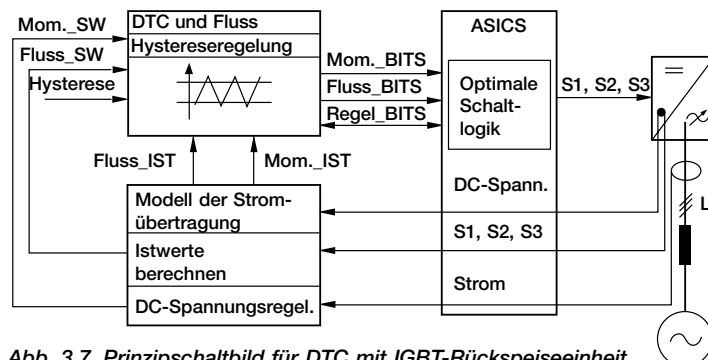 Mom._SW
Fluss_SW
Hysterese
DTC und Fluss
Hystereseregelung
Mom._BITS
Fluss_BITS
Regel_BITS
ASICS
Optimale
Schalt-
logik
S1, S2, S3
Fluss_IST
Mom._IST
Modell der Strom-
übertragung
Istwerte
berechnen
DC-Spannungsregel.
DC-Spann.
S1, S2, S3
Strom
L
Abb. 3.7 Prinzipschaltbild für DTC mit IGBT-Rückspeiseeinheit